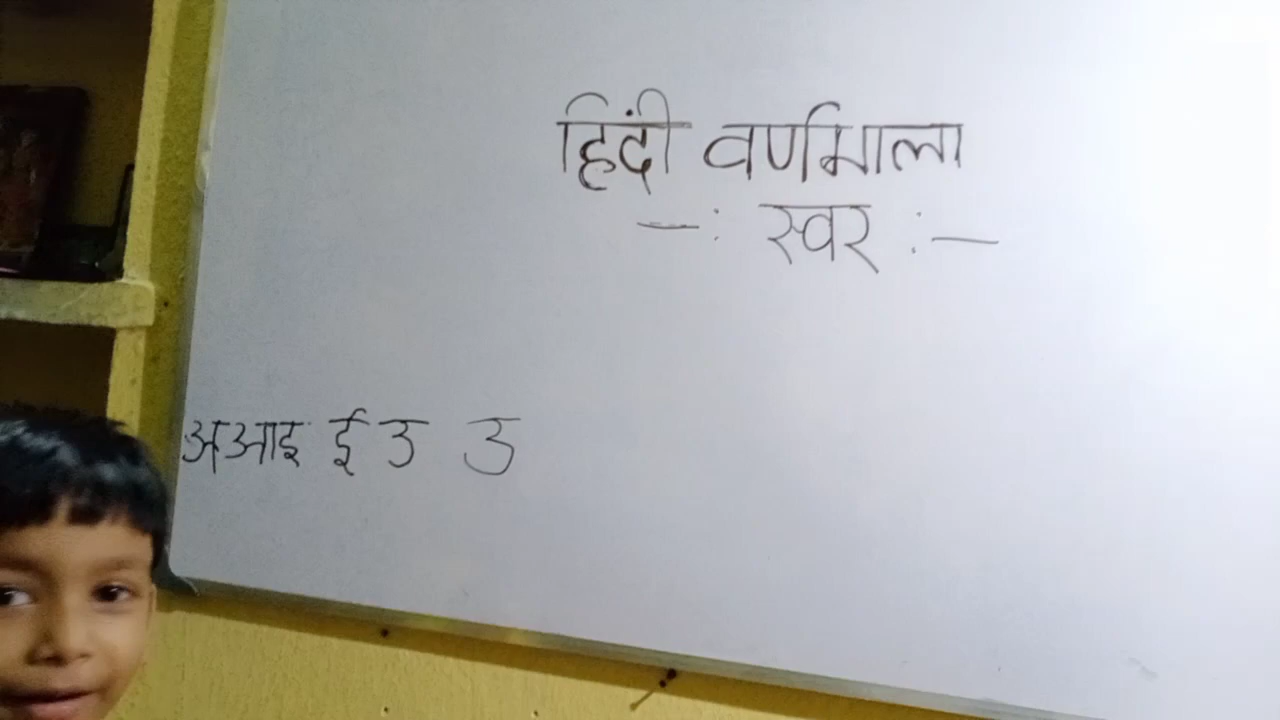 हिंदी वर्णमाला
—: स्वर :—
अ आ इ ई उ उ